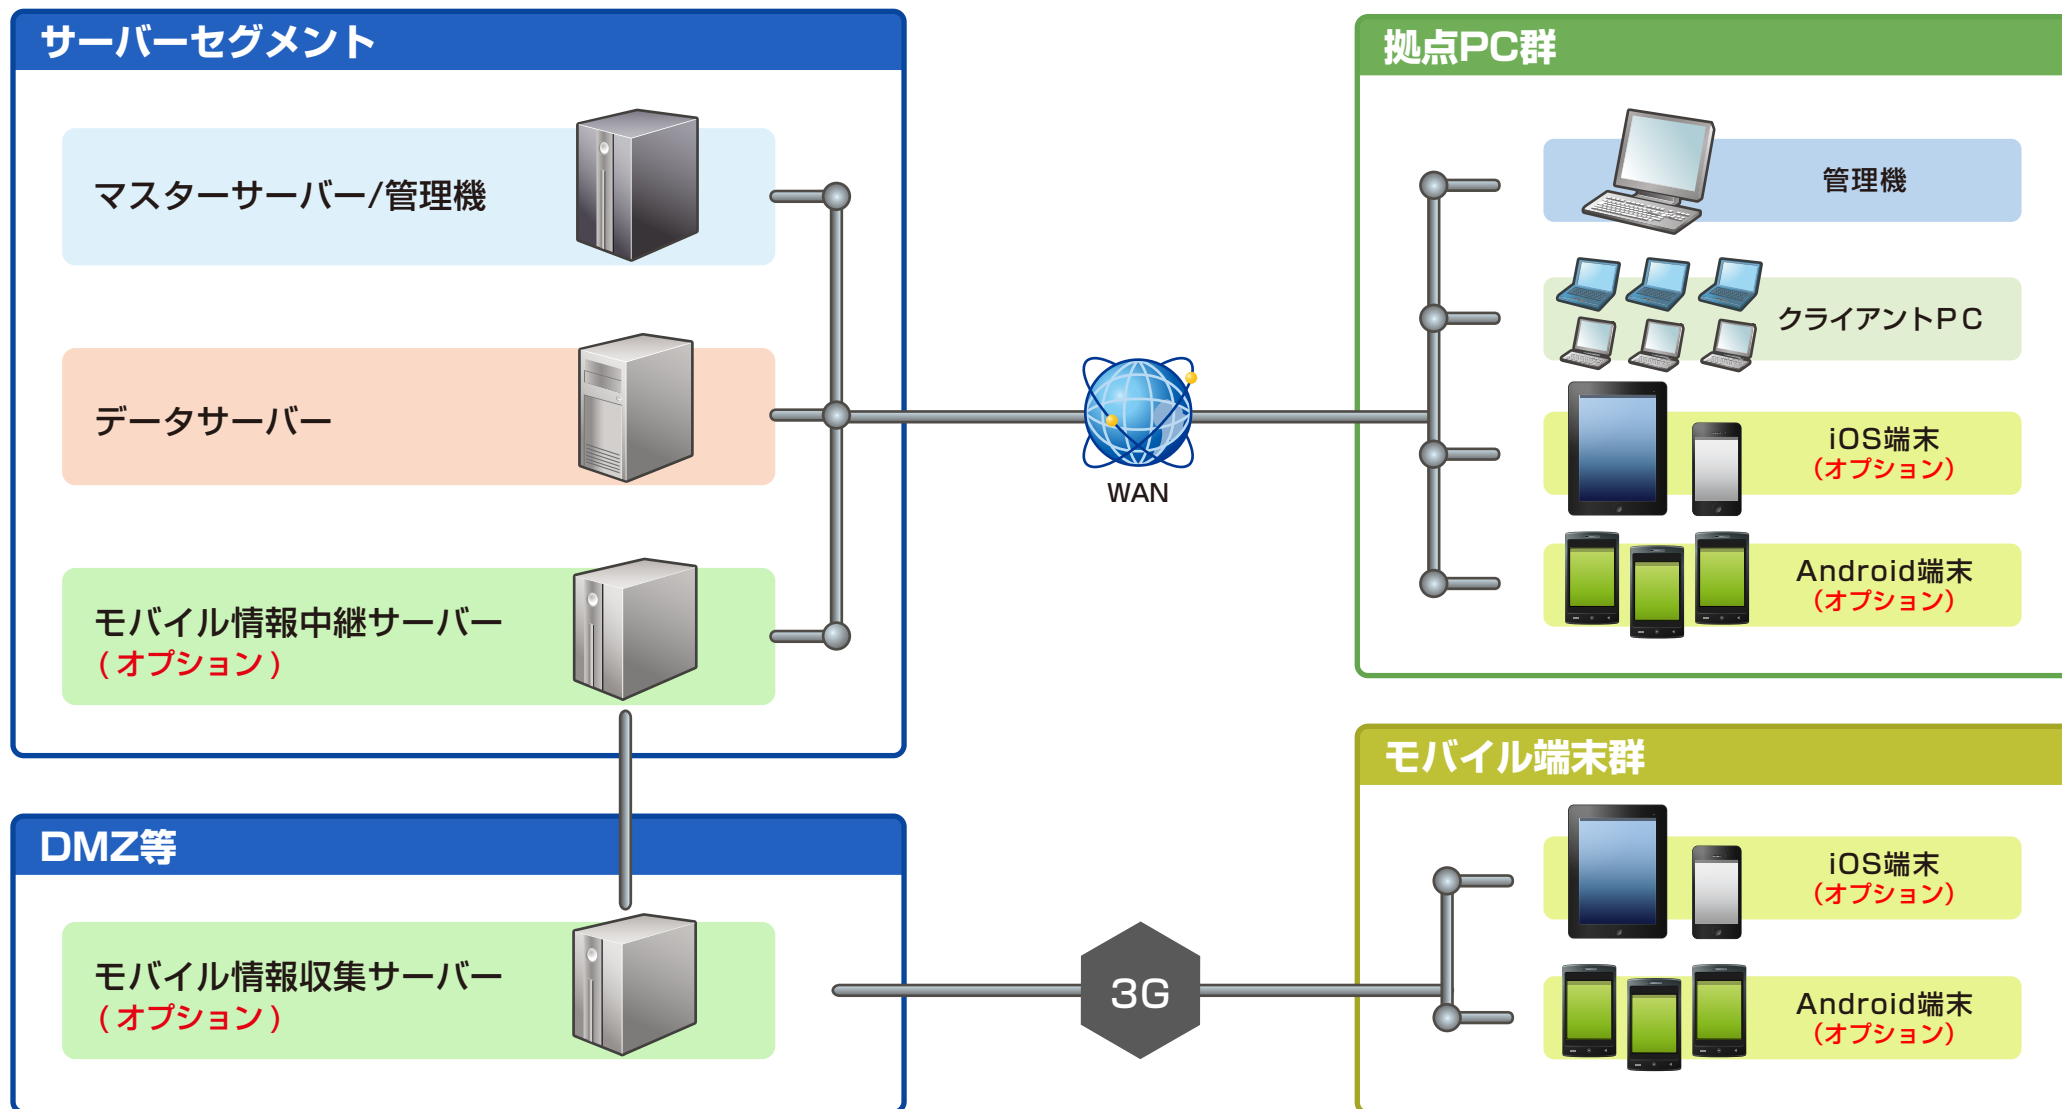 サーバーセグメント
マスターサーバー/管理機
データサーバー
モバイル情報中継サーバー
(オプション)
DMZ等
モバイル情報収集サーバー
(オプション)
WAN
3G
拠点PC群
管理機
クライアントPC
iOS端末
(オプション)
Android端末
(オプション)
モバイル端末群
iOS端末
(オプション)
Android端末
(オプション)